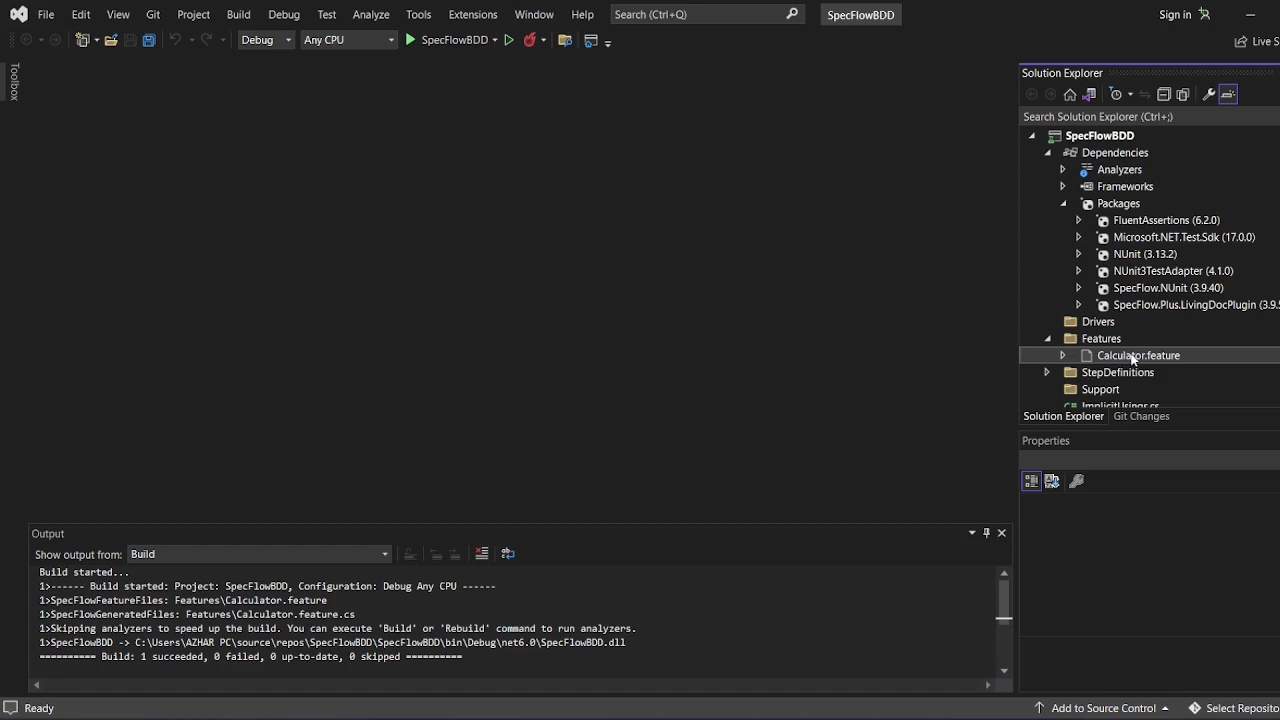 File Edit View Git Project Build Debug Test Analyze Tools Extensions Window Help Search (Ctrl+Q) SpecFlowBDD Sign in
Debug Any CPU SpecFlowBDD Live S
Toolbox
Solution Explorer
Search Solution Explorer (Ctrl+;)
SpecFlowBDD
Dependencies
Analyzers
Frameworks
Packages
FluentAssertions (6.2.0)
Microsoft.NET.Test.Sdk (17.0.0)
NUnit (3.13.2)
NUnit3TestAdapter (4.1.0)
SpecFlow.NUnit (3.9.40)
SpecFlow.Plus.LivingDocPlugin (3.9.5
Drivers
Features
Calculator.feature
StepDefinitions
Support
ImplicitUsings.cs
Solution Explorer Git Changes
Properties
Output
Show output from: Build
Build started...
1>------ Build started: Project: SpecFlowBDD, Configuration: Debug Any CPU ------
1>SpecFlowFeatureFiles: Features\Calculator.feature
1>SpecFlowGeneratedFiles: Features\Calculator.feature.cs
1>Skipping analyzers to speed up the build. You can execute 'Build' or 'Rebuild' command to run analyzers.
1>SpecFlowBDD -> C:\Users\AZHAR PC\source\repos\SpecFlowBDD\SpecFlowBDD\bin\Debug\net6.0\SpecFlowBDD.dll
========== Build: 1 succeeded, 0 failed, 0 up-to-date, 0 skipped ==========
Ready Add to Source Control Select Reposito